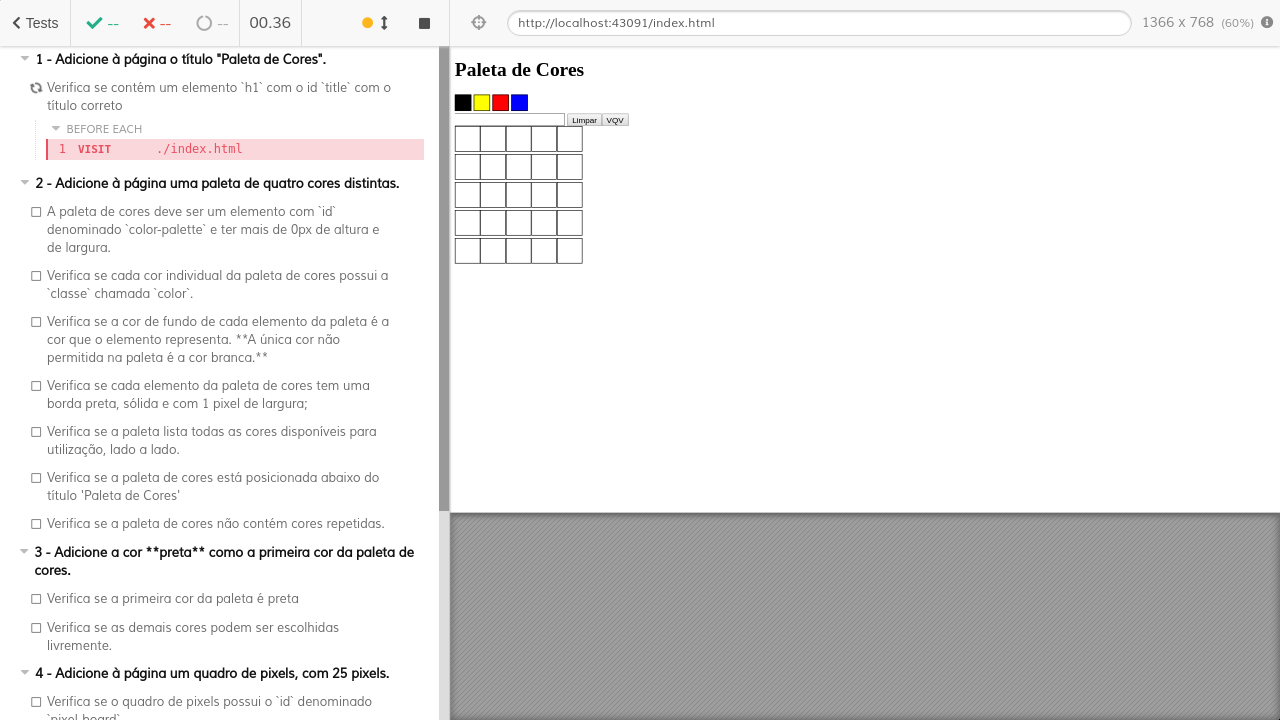 Tests -- -- -- 00.36 http://localhost:43091/index.html 1366 x 768 (60%)
1 - Adicione à página o título "Paleta de Cores".
Verifica se contém um elemento `h1` com o id `title` com o
título correto
BEFORE EACH
1 VISIT ./index.html
2 - Adicione à página uma paleta de quatro cores distintas.
A paleta de cores deve ser um elemento com `id`
denominado `color-palette` e ter mais de 0px de altura e
de largura.
Verifica se cada cor individual da paleta de cores possui a
`classe` chamada `color`.
Verifica se a cor de fundo de cada elemento da paleta é a
cor que o elemento representa. **A única cor não
permitida na paleta é a cor branca.**
Verifica se cada elemento da paleta de cores tem uma
borda preta, sólida e com 1 pixel de largura;
Verifica se a paleta lista todas as cores disponíveis para
utilização, lado a lado.
Verifica se a paleta de cores está posicionada abaixo do
título 'Paleta de Cores'
Verifica se a paleta de cores não contém cores repetidas.
3 - Adicione a cor **preta** como a primeira cor da paleta de
cores.
Verifica se a primeira cor da paleta é preta
Verifica se as demais cores podem ser escolhidas
livremente.
4 - Adicione à página um quadro de pixels, com 25 pixels.
Verifica se o quadro de pixels possui o `id` denominado
`pixel-board`.
Paleta de Cores
Limpar VQV